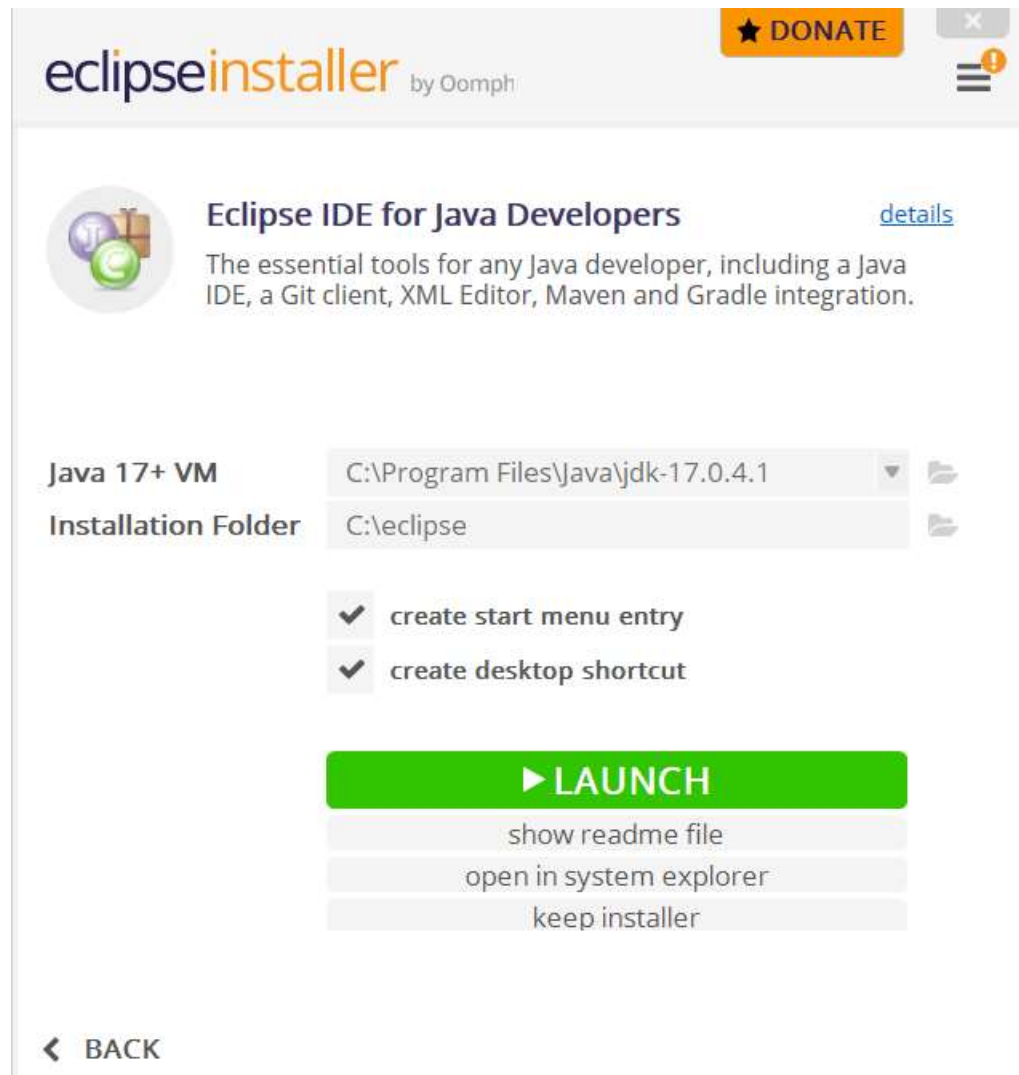 ★ DONATE
eclipseinstaller by Oomph
Eclipse IDE for Java Developers
details
The essential tools for any Java developer, including a Java
IDE, a Git client, XML Editor, Maven and Gradle integration.
Java 17+ VM
C:\Program Files\Java\jdk-17.0.4.1
Installation Folder
C:\eclipse
create start menu entry
create desktop shortcut
LAUNCH
show readme file
open in system explorer
keep installer
BACK